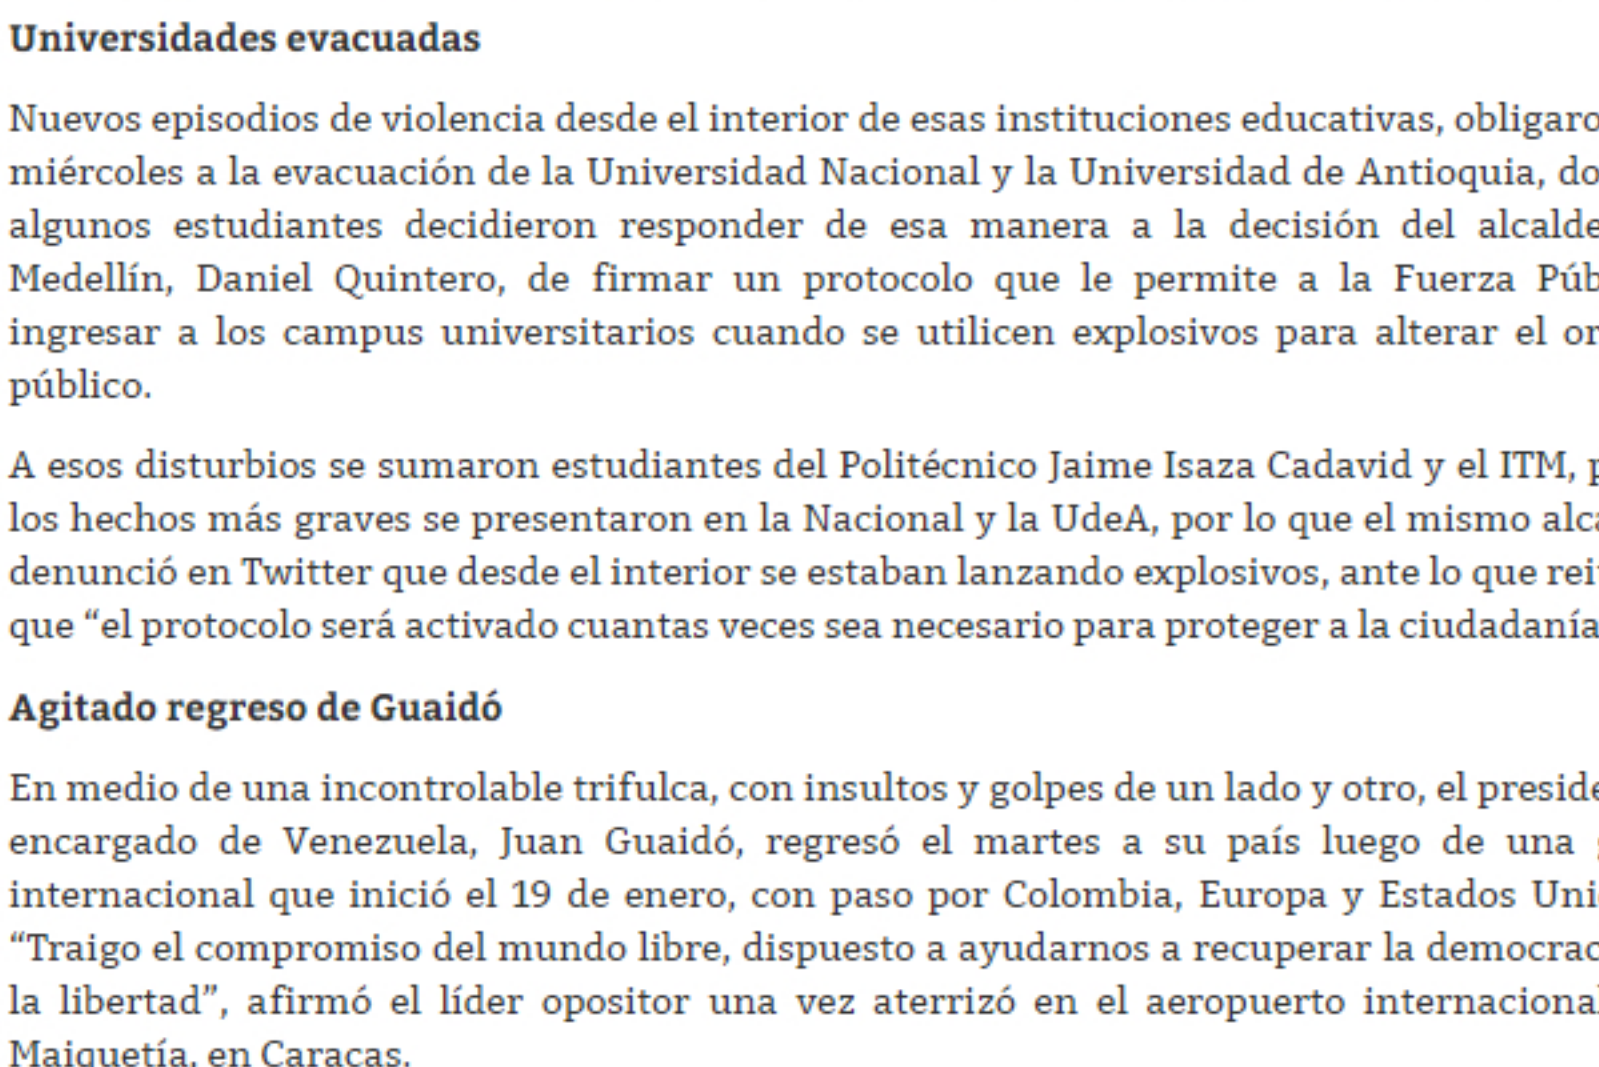 Universidades evacuadas
Nuevos episodios de violencia desde el interior de esas instituciones educativas, obligaro
miércoles a la evacuación de la Universidad Nacional y la Universidad de Antioquia, do
algunos estudiantes decidieron responder de esa manera a la decisión del alcalde
Medellín, Daniel Quintero, de firmar un protocolo que le permite a la Fuerza Púb
ingresar a los campus universitarios cuando se utilicen explosivos para alterar el or
público.
A esos disturbios se sumaron estudiantes del Politécnico Jaime Isaza Cadavid y el ITM, p
los hechos más graves se presentaron en la Nacional y la UdeA, por lo que el mismo alca
denunció en Twitter que desde el interior se estaban lanzando explosivos, ante lo que rei
que “el protocolo será activado cuantas veces sea necesario para proteger a la ciudadanía
Agitado regreso de Guaidó
En medio de una incontrolable trifulca, con insultos y golpes de un lado y otro, el preside
encargado de Venezuela, Juan Guaidó, regresó el martes a su país luego de una g
internacional que inició el 19 de enero, con paso por Colombia, Europa y Estados Uni
“Traigo el compromiso del mundo libre, dispuesto a ayudarnos a recuperar la democrac
la libertad”, afirmó el líder opositor una vez aterrizó en el aeropuerto internacional
Maiquetía, en Caracas.